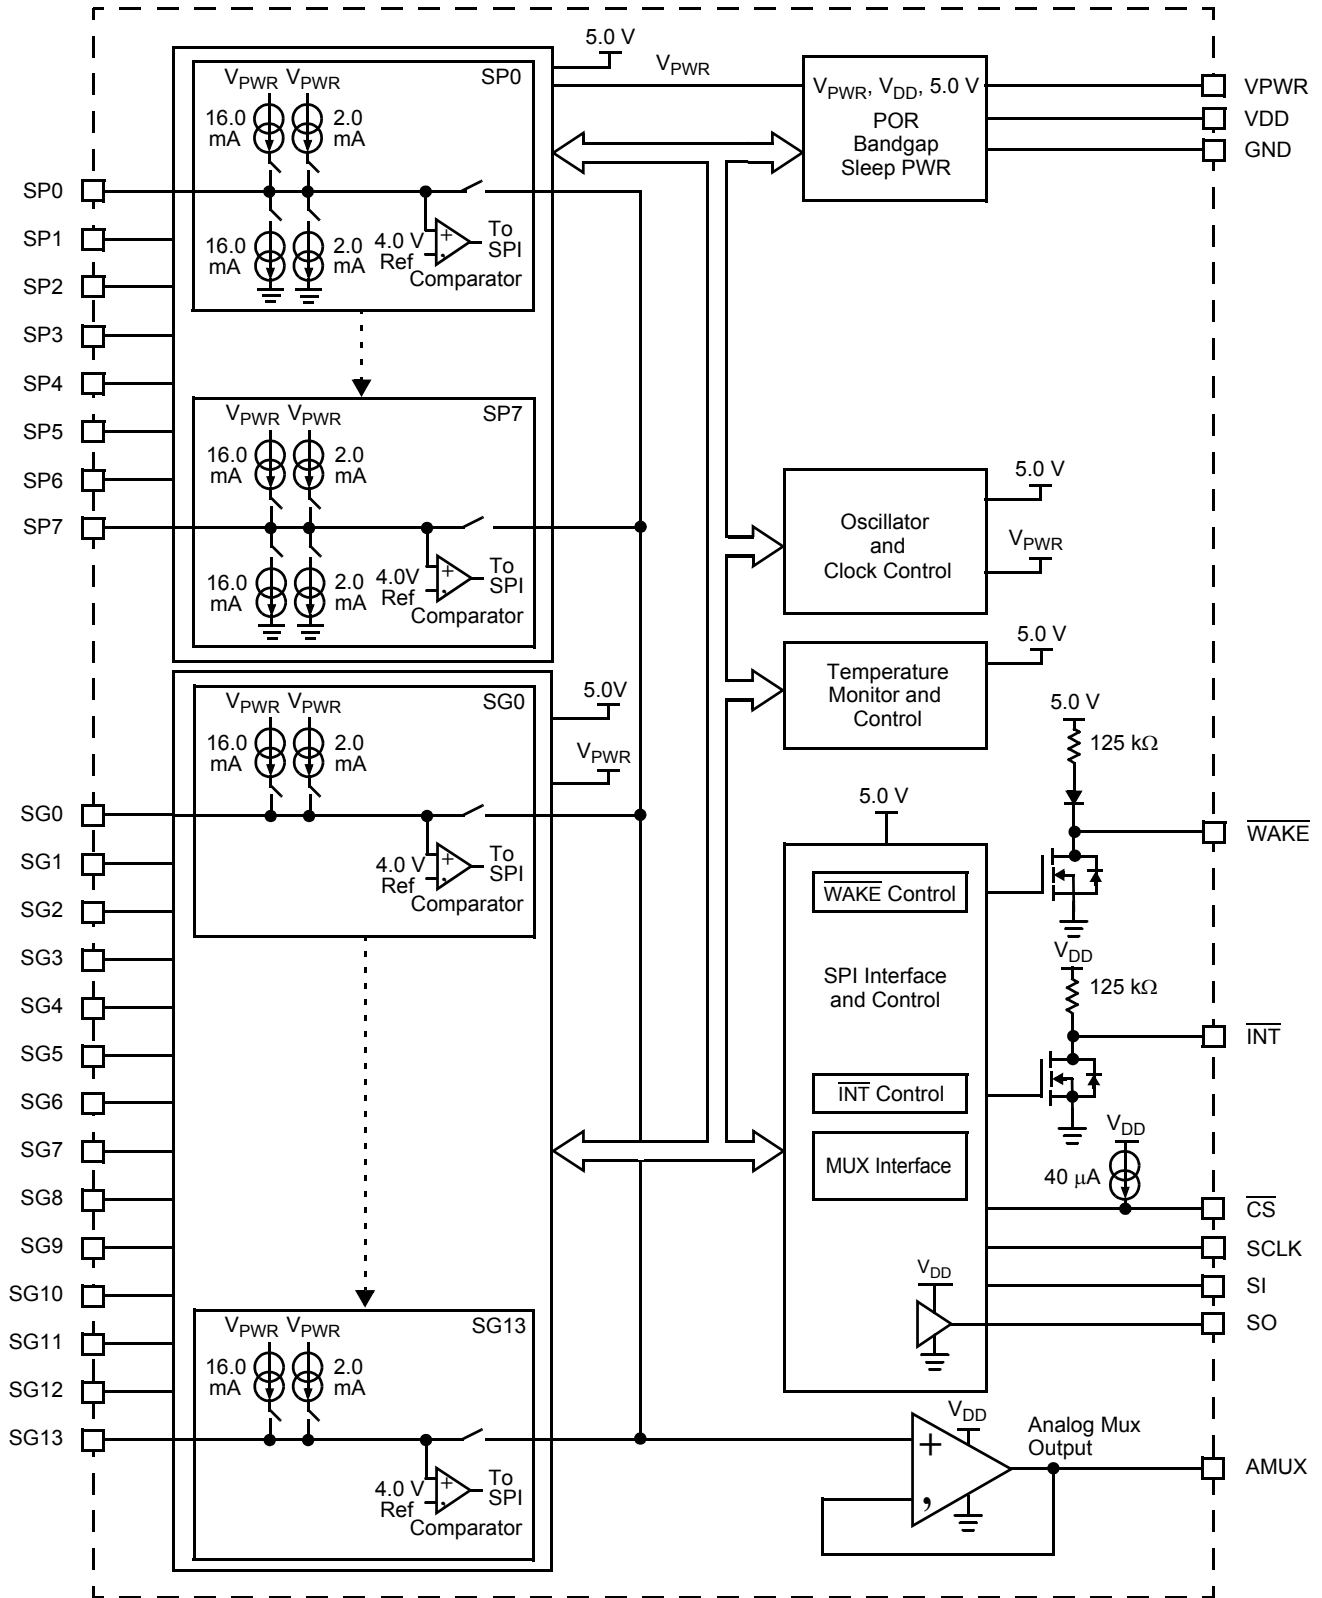 5.0 V
VPWR
VPWR VPWR
SP0
16.0 mA
2.0 mA
16.0 mA
2.0 mA
4.0 V Ref
+
To SPI
Comparator
VPWR VPWR
SP7
16.0 mA
2.0 mA
16.0 mA
2.0 mA
4.0V Ref
+
To SPI
Comparator
VPWR VPWR
SG0
16.0 mA
2.0 mA
4.0 V Ref
+
To SPI
Comparator
5.0V
VPWR
VPWR VPWR
SG13
16.0 mA
2.0 mA
4.0 V Ref
+
To SPI
Comparator
SP0
SP1
SP2
SP3
SP4
SP5
SP6
SP7
SG0
SG1
SG2
SG3
SG4
SG5
SG6
SG7
SG8
SG9
SG10
SG11
SG12
SG13
VPWR, VDD, 5.0 V
POR
Bandgap
Sleep PWR
VPWR
VDD
GND
Oscillator
and
Clock Control
5.0 V
VPWR
Temperature
Monitor and
Control
5.0 V
5.0 V
125 kΩ
WAKE
5.0 V
WAKE Control
SPI Interface
and Control
INT Control
MUX Interface
VDD
VDD
125 kΩ
INT
VDD
40 μA
CS
SCLK
SI
SO
VDD
+
,
Analog Mux
Output
AMUX